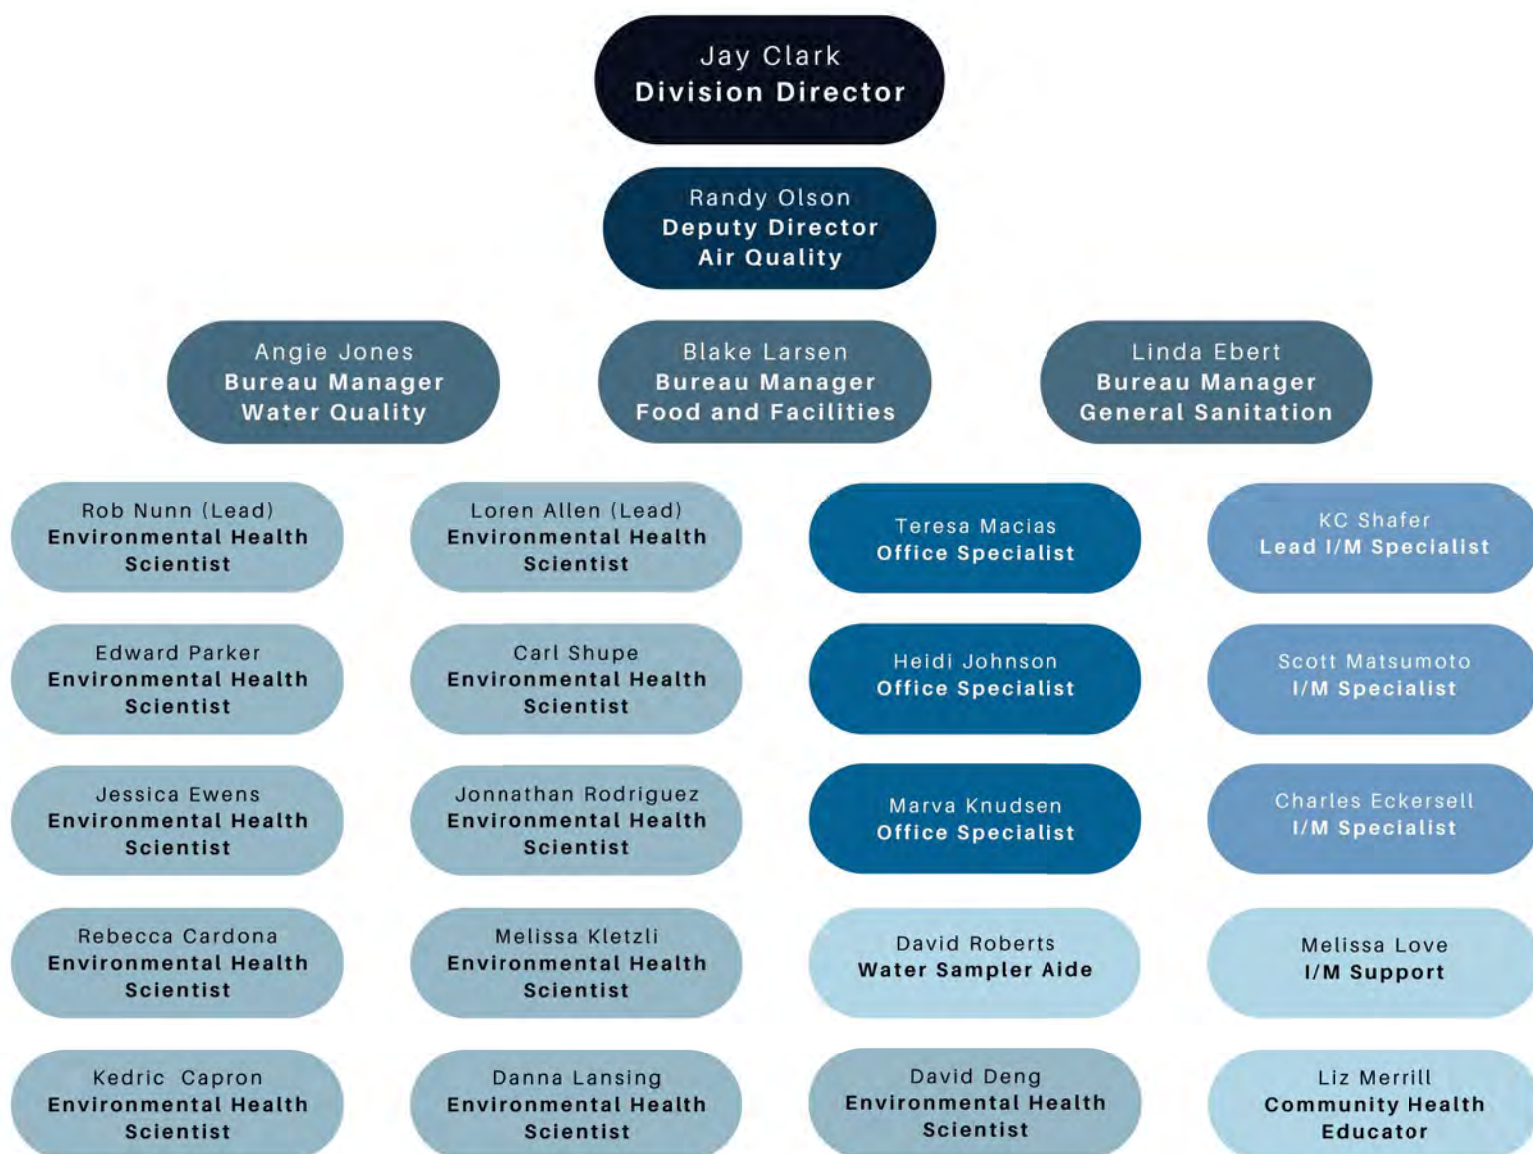 Jay Clark
Division Director
Randy Olson
Deputy Director
Air Quality
Angie Jones
Bureau Manager
Water Quality
Blake Larsen
Bureau Manager
Food and Facilities
Linda Ebert
Bureau Manager
General Sanitation
Rob Nunn (Lead)
Environmental Health
Scientist
Loren Allen (Lead)
Environmental Health
Scientist
Teresa Macias
Office Specialist
KC Shafer
Lead I/M Specialist
Edward Parker
Environmental Health
Scientist
Carl Shupe
Environmental Health
Scientist
Heidi Johnson
Office Specialist
Scott Matsumoto
I/M Specialist
Jessica Ewens
Environmental Health
Scientist
Jonnathan Rodriguez
Environmental Health
Scientist
Marva Knudsen
Office Specialist
Charles Eckersell
I/M Specialist
Rebecca Cardona
Environmental Health
Scientist
Melissa Kletzli
Environmental Health
Scientist
David Roberts
Water Sampler Aide
Melissa Love
I/M Support
Kedric Capron
Environmental Health
Scientist
Danna Lansing
Environmental Health
Scientist
David Deng
Environmental Health
Scientist
Liz Merrill
Community Health
Educator